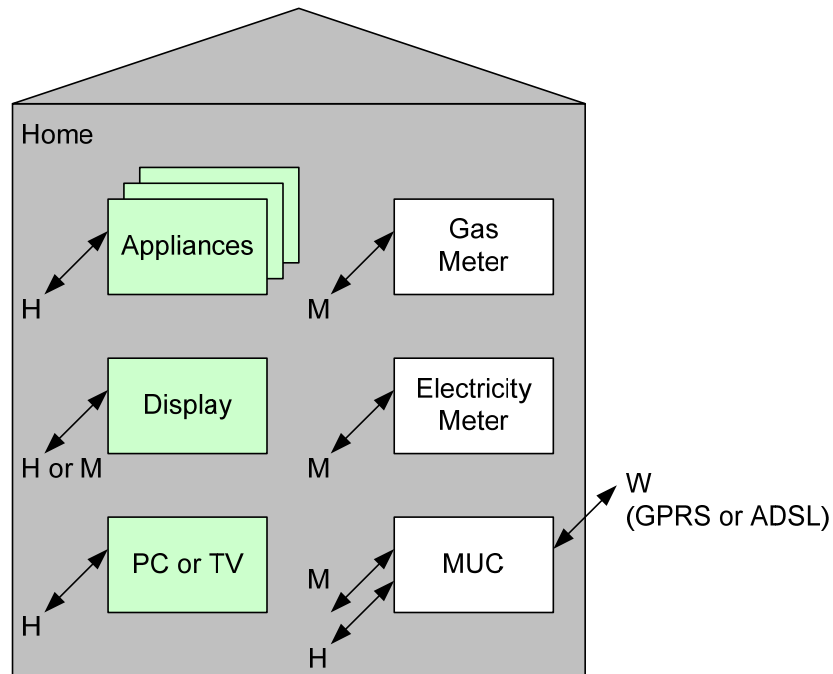 Home
Appliances
H
Gas
Meter
M
Display
H or M
Electricity
Meter
M
PC or TV
H
MUC
M
H
W
(GPRS or ADSL)